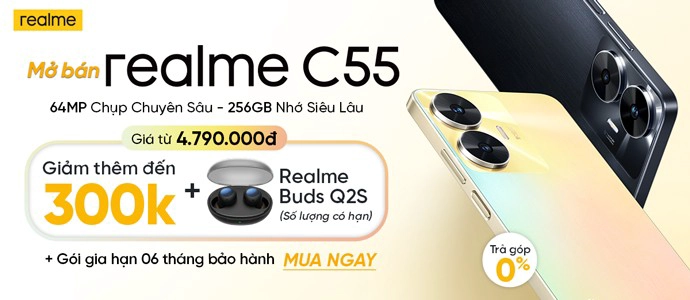 realme
Mở bán realme C55
64MP Chụp Chuyên Sâu - 256GB Nhớ Siêu Lâu
Giá từ 4.790.000đ
Giảm thêm đến
300k
+
Realme
Buds Q2S
(Số lượng có hạn)
+ Gói gia hạn 06 tháng bảo hành MUA NGAY
Trả góp
0%